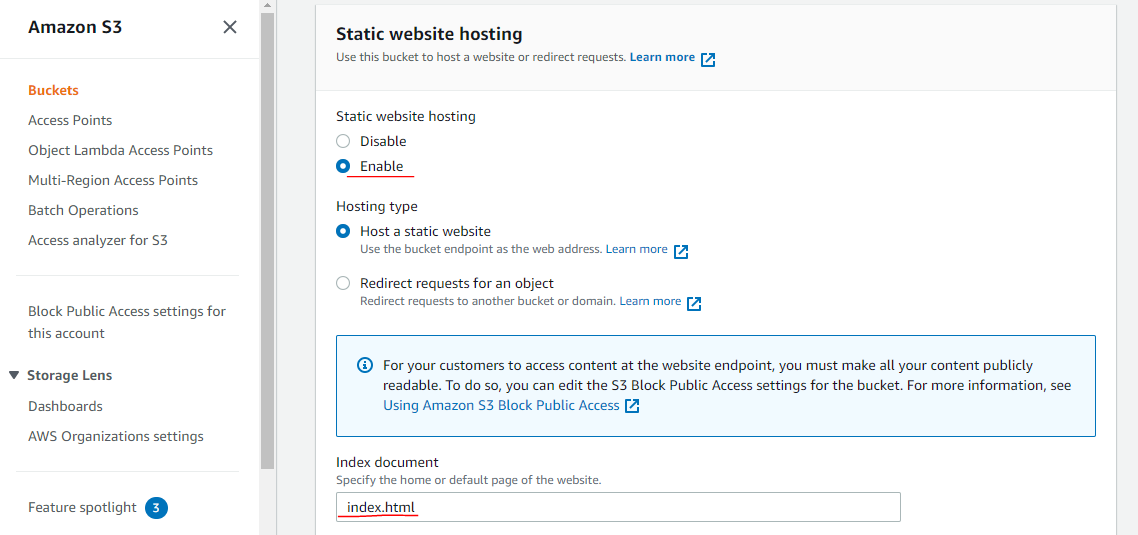 Amazon S3
Buckets
Access Points
Object Lambda Access Points
Multi-Region Access Points
Batch Operations
Access analyzer for S3
Block Public Access settings for
this account
Storage Lens
Dashboards
AWS Organizations settings
Feature spotlight 3
Static website hosting
Use this bucket to host a website or redirect requests. Learn more
Static website hosting
Disable
Enable
Hosting type
Host a static website
Use the bucket endpoint as the web address. Learn more
Redirect requests for an object
Redirect requests to another bucket or domain. Learn more
For your customers to access content at the website endpoint, you must make all your content publicly
readable. To do so, you can edit the S3 Block Public Access settings for the bucket. For more information, see
Using Amazon S3 Block Public Access
Index document
Specify the home or default page of the website.
index.html